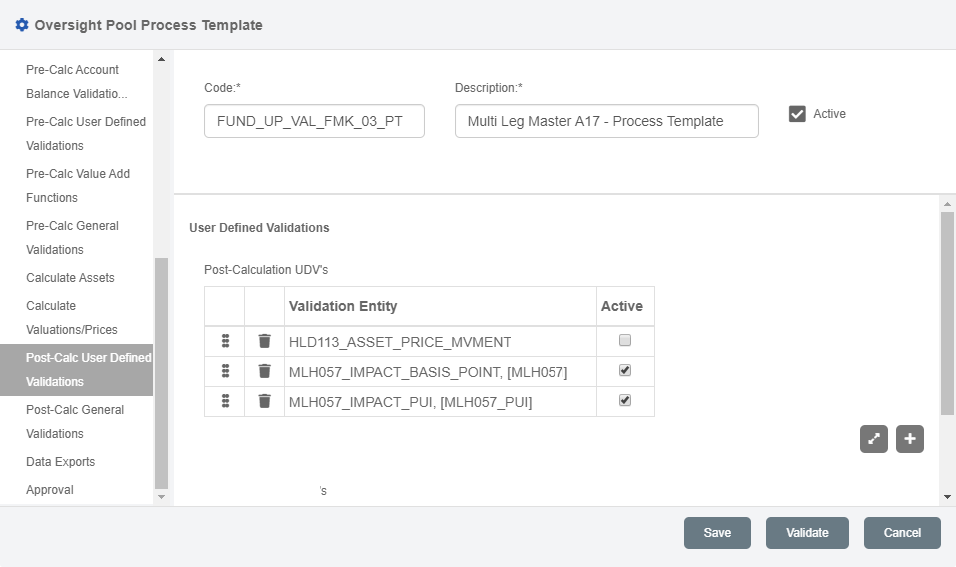 Oversight Pool Process Template
Pre-Calc Account
Balance Validatio...
Pre-Calc User Defined
Validations
Pre-Calc Value Add
Functions
Pre-Calc General
Validations
Calculate Assets
Calculate
Valuations/Prices
Post-Calc User Defined
Validations
Post-Calc General
Validations
Data Exports
Approval
Code:*
Description:*
FUND_UP_VAL_FMK_03_PT
Multi Leg Master A17 - Process Template
Active
User Defined Validations
Post-Calculation UDV's
Validation Entity
Active
HLD113_ASSET_PRICE_MVMENT
MLH057_IMPACT_BASIS_POINT, [MLH057]
MLH057_IMPACT_PUI, [MLH057_PUI]
's
Save
Validate
Cancel